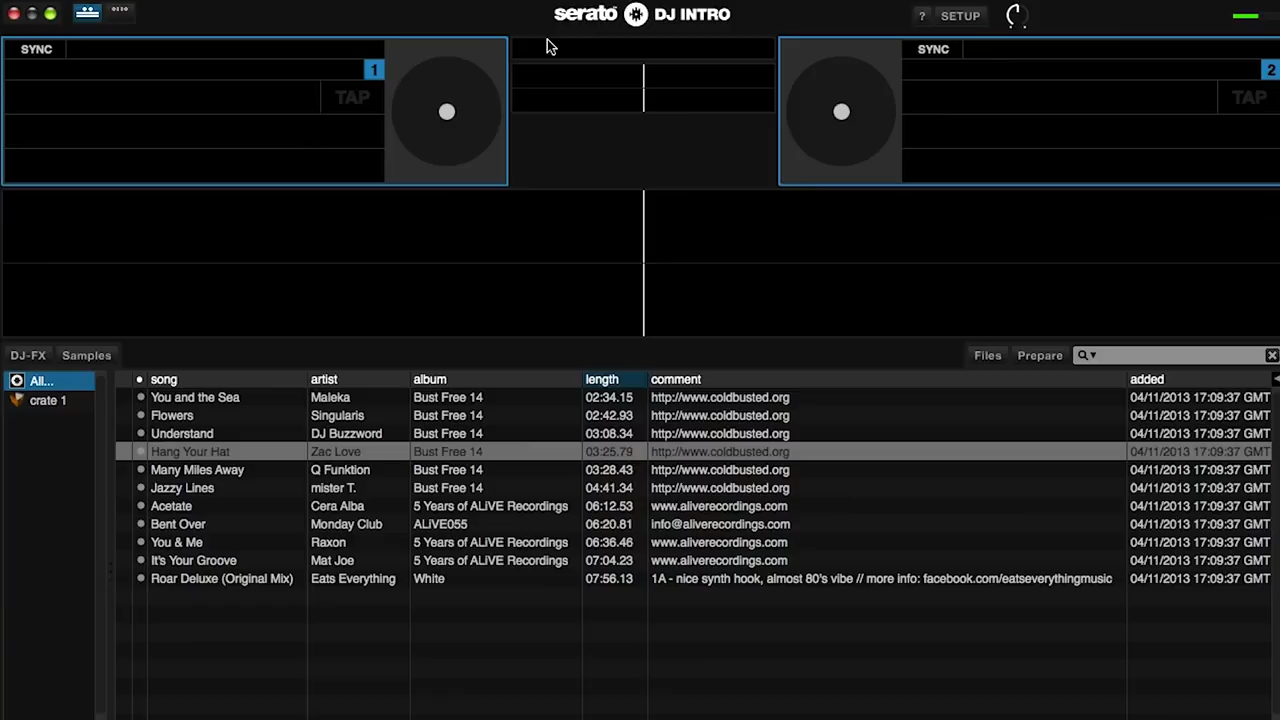 serato DJ INTRO
? SETUP
SYNC
1
TAP
SYNC
2
TAP
DJ-FX Samples Files Prepare
All...
crate 1
song artist album length comment added
You and the Sea Maleka Bust Free 14 02:34.15 http://www.coldbusted.org 04/11/2013 17:09:37 GMT
Flowers Singularis Bust Free 14 02:42.93 http://www.coldbusted.org 04/11/2013 17:09:37 GMT
Understand DJ Buzzword Bust Free 14 03:08.34 http://www.coldbusted.org 04/11/2013 17:09:37 GMT
Hang Your Hat Zac Love Bust Free 14 03:25.79 http://www.coldbusted.org 04/11/2013 17:09:37 GMT
Many Miles Away Q Funktion Bust Free 14 03:28.43 http://www.coldbusted.org 04/11/2013 17:09:37 GMT
Jazzy Lines mister T. Bust Free 14 04:41.34 http://www.coldbusted.org 04/11/2013 17:09:37 GMT
Acetate Cera Alba 5 Years of ALiVE Recordings 06:12.53 www.aliverecordings.com 04/11/2013 17:09:37 GMT
Bent Over Monday Club ALiVE055 06:20.81 info@aliverecordings.com 04/11/2013 17:09:37 GMT
You & Me Raxon 5 Years of ALiVE Recordings 06:36.46 www.aliverecordings.com 04/11/2013 17:09:37 GMT
It's Your Groove Mat Joe 5 Years of ALiVE Recordings 07:04.23 www.aliverecordings.com 04/11/2013 17:09:37 GMT
Roar Deluxe (Original Mix) Eats Everything White 07:56.13 1A - nice synth hook, almost 80's vibe // more info: facebook.com/eatseverythingmusic 04/11/2013 17:09:37 GMT